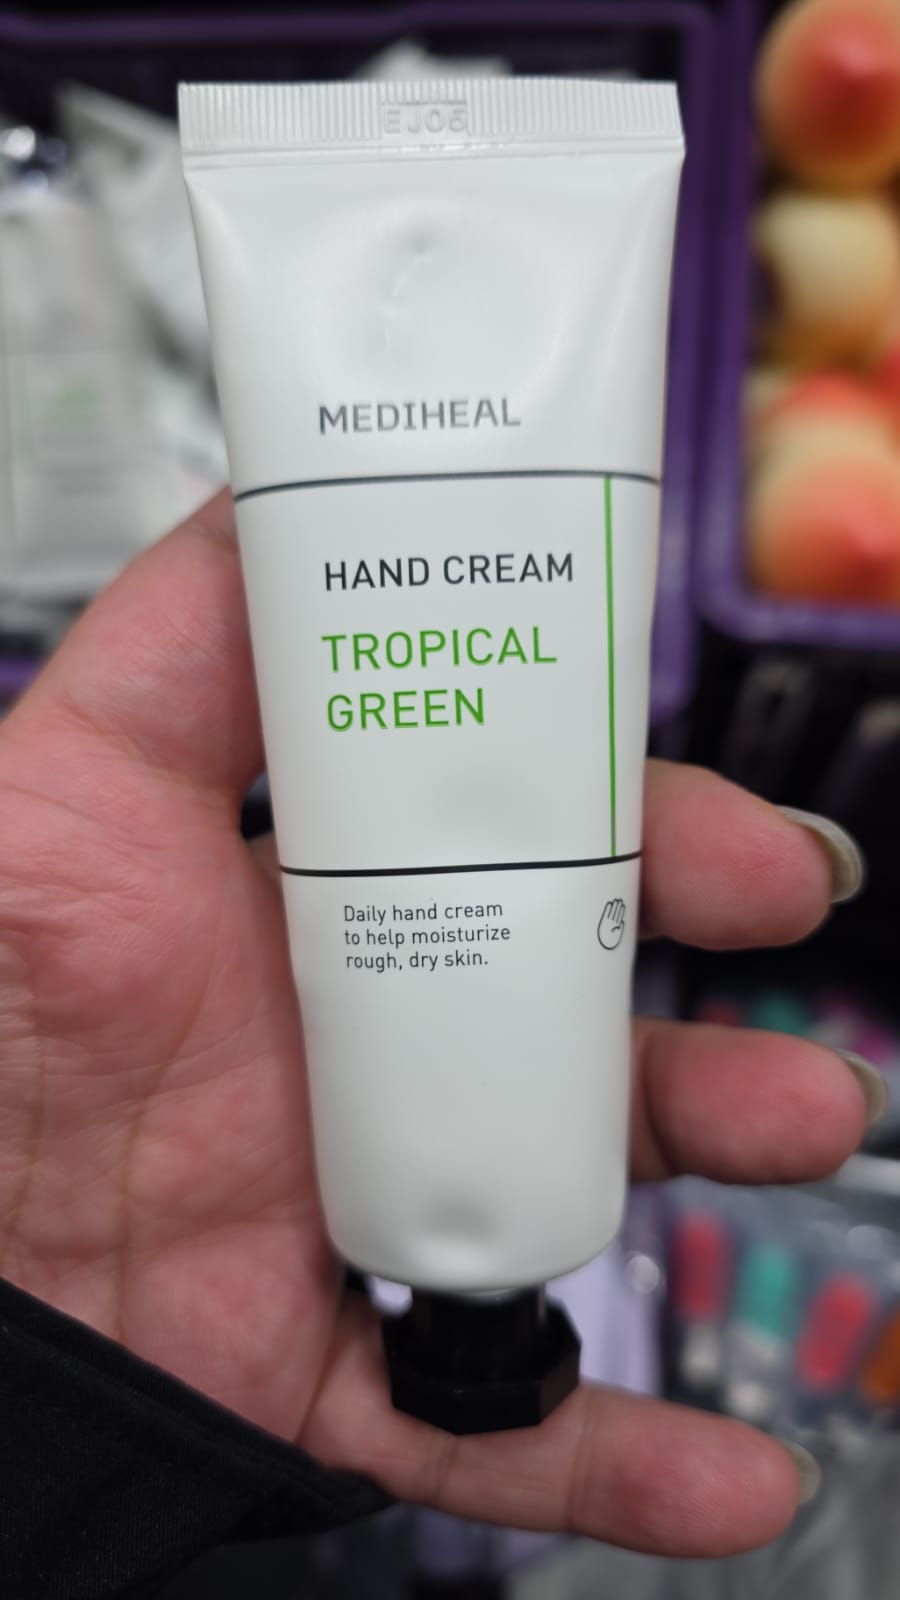 EJ05
MEDIHEAL
HAND CREAM
TROPICAL
GREEN
Daily hand cream
to help moisturize
rough, dry skin.